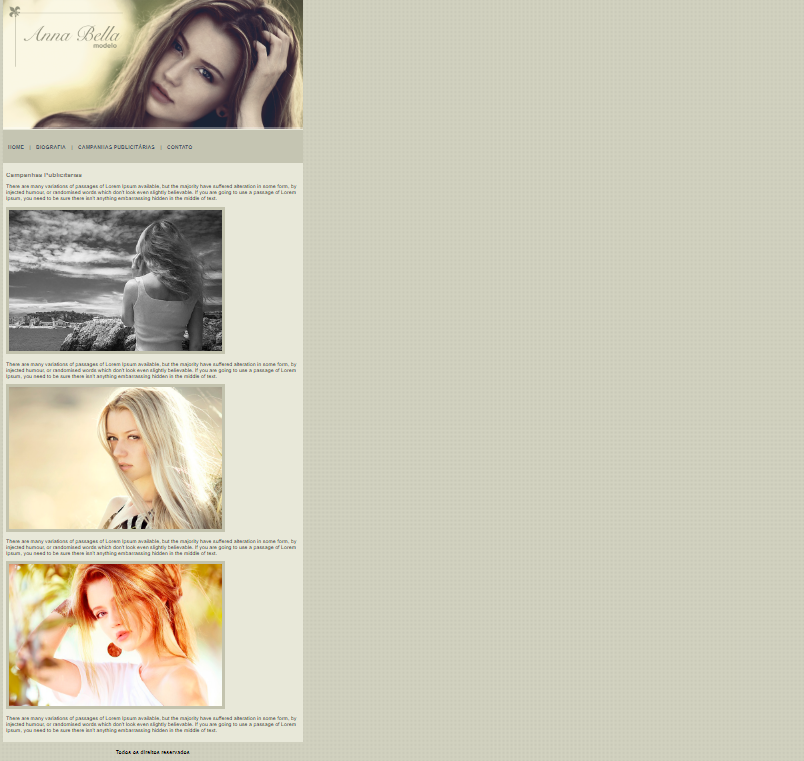 Anna Bella
modelo
HOME | BIOGRAFIA | CAMPANHAS PUBLICITÁRIAS | CONTATO
Campanhas Publicitárias
There are many variations of passages of Lorem Ipsum available, but the majority have suffered alteration in some form, by
injected humour, or randomised words which don't look even slightly believable. If you are going to use a passage of Lorem
Ipsum, you need to be sure there isn't anything embarrassing hidden in the middle of text.
There are many variations of passages of Lorem Ipsum available, but the majority have suffered alteration in some form, by
injected humour, or randomised words which don't look even slightly believable. If you are going to use a passage of Lorem
Ipsum, you need to be sure there isn't anything embarrassing hidden in the middle of text.
There are many variations of passages of Lorem Ipsum available, but the majority have suffered alteration in some form, by
injected humour, or randomised words which don't look even slightly believable. If you are going to use a passage of Lorem
Ipsum, you need to be sure there isn't anything embarrassing hidden in the middle of text.
There are many variations of passages of Lorem Ipsum available, but the majority have suffered alteration in some form, by
injected humour, or randomised words which don't look even slightly believable. If you are going to use a passage of Lorem
Ipsum, you need to be sure there isn't anything embarrassing hidden in the middle of text.
Todos os direitos reservados